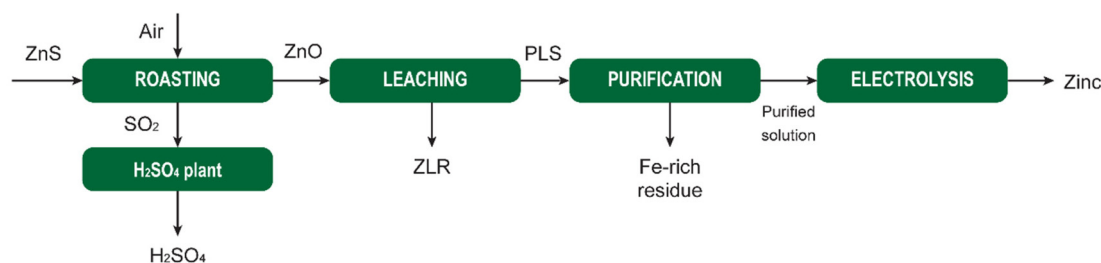 Air
ZnS
ZnO
PLS
ROASTING
LEACHING
PURIFICATION
ELECTROLYSIS
Zinc
SO₂
Purified
solution
H₂SO₄ plant
ZLR
Fe-rich
residue
H₂SO₄